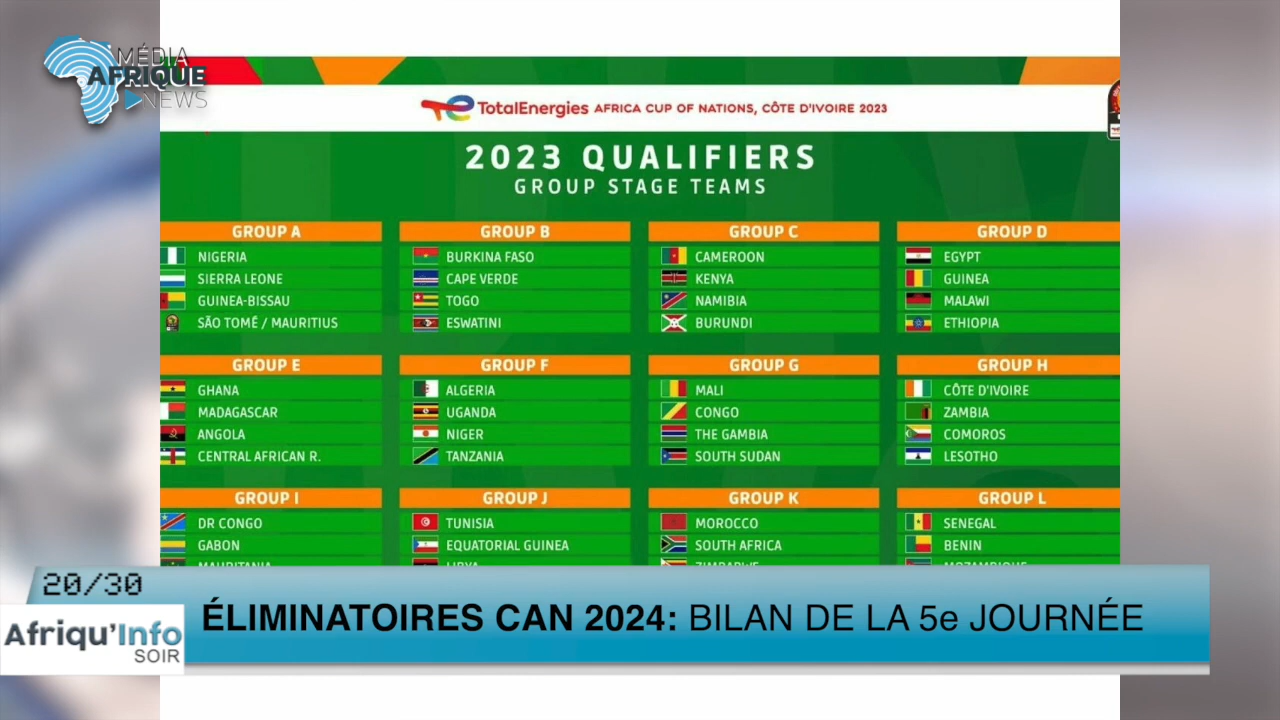 MÉDIA
AFRIQUE
NEWS
TotalEnergies AFRICA CUP OF NATIONS, CÔTE D'IVOIRE 2023
2023 QUALIFIERS
GROUP STAGE TEAMS
GROUP A
NIGERIA
SIERRA LEONE
GUINEA-BISSAU
SÃO TOMÉ / MAURITIUS
GROUP B
BURKINA FASO
CAPE VERDE
TOGO
ESWATINI
GROUP C
CAMEROON
KENYA
NAMIBIA
BURUNDI
GROUP D
EGYPT
GUINEA
MALAWI
ETHIOPIA
GROUP E
GHANA
MADAGASCAR
ANGOLA
CENTRAL AFRICAN R.
GROUP F
ALGERIA
UGANDA
NIGER
TANZANIA
GROUP G
MALI
CONGO
THE GAMBIA
SOUTH SUDAN
GROUP H
CÔTE D'IVOIRE
ZAMBIA
COMOROS
LESOTHO
GROUP I
DR CONGO
GABON
MAURITANIA
GROUP J
TUNISIA
EQUATORIAL GUINEA
LIBYA
GROUP K
MOROCCO
SOUTH AFRICA
ZIMBABWE
GROUP L
SENEGAL
BENIN
MOZAMBIQUE
20/30
Afriqu'Info
SOIR
ÉLIMINATOIRES CAN 2024: BILAN DE LA 5e JOURNÉE